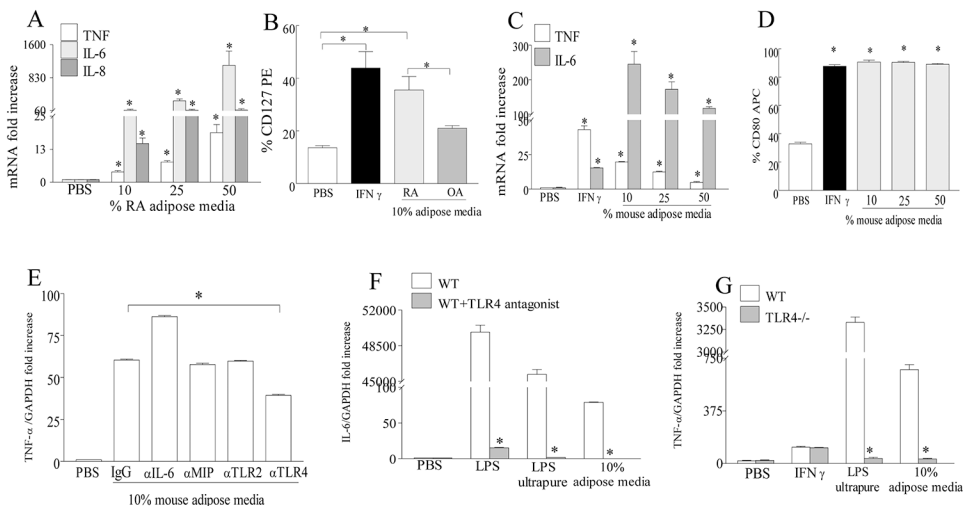 A
TNF
IL-6
IL-8
mRNA fold increase
1600
830
60
25
13
0
*
*
*
*
*
*
*
*
PBS
10
25
50
% RA adipose media
B
% CD127 PE
60
40
20
0
*
*
*
PBS
IFN γ
RA
OA
10% adipose media
C
TNF
IL-6
mRNA fold increase
300
200
100
50
25
0
*
*
*
*
*
*
*
*
PBS
IFN γ
10
25
50
% mouse adipose media
D
% CD80 APC
100
80
60
40
20
0
*
*
*
*
PBS
IFN γ
10
25
50
% mouse adipose media
E
TNF-α /GAPDH fold increase
100
75
50
25
0
*
PBS
IgG
αIL-6
αMIP
αTLR2
αTLR4
10% mouse adipose media
F
WT
WT+TLR4 antagonist
IL-6/GAPDH fold increase
52000
48500
45000
100
50
0
*
*
*
PBS
LPS
LPS
ultrapure
10%
adipose media
G
WT
TLR4-/-
TNF-α/GAPDH fold increase
3500
3250
3000
750
375
0
*
*
PBS
IFN γ
LPS
ultrapure
10%
adipose media